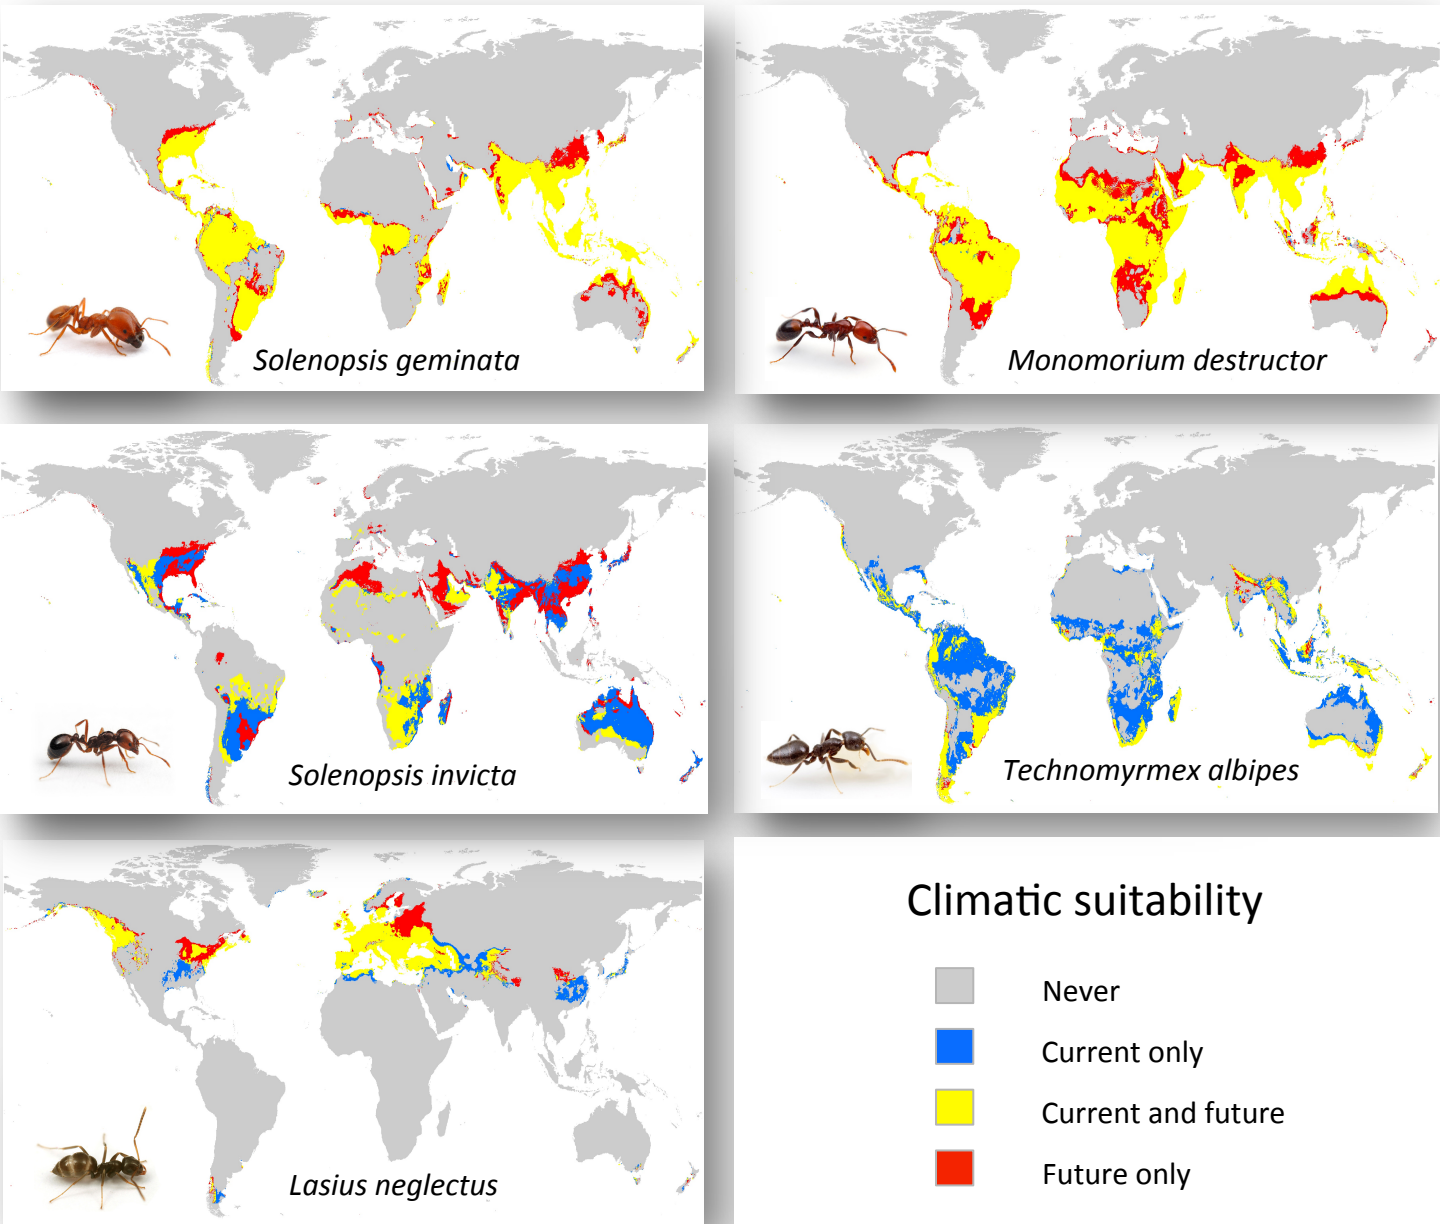 Solenopsis geminata
Monomorium destructor
Solenopsis invicta
Technomyrmex albipes
Lasius neglectus
Climatic suitability
Never
Current only
Current and future
Future only